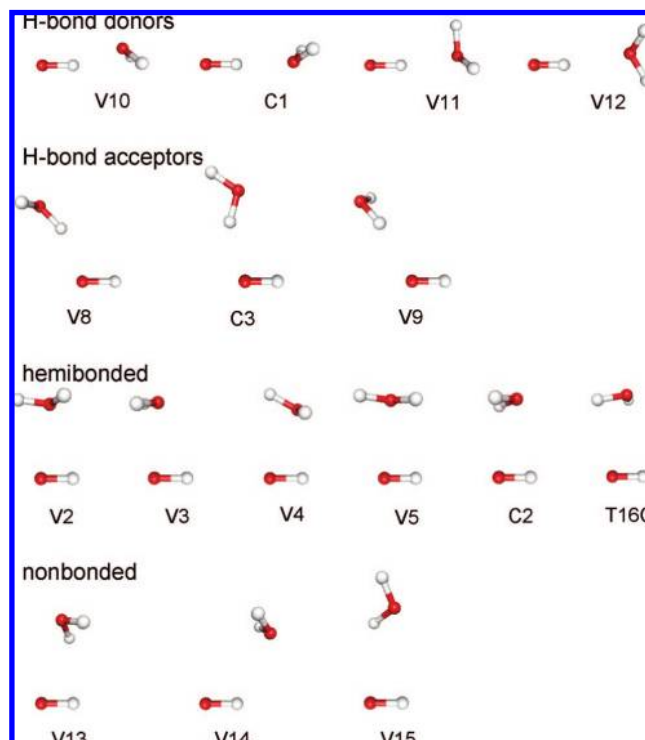 H-bond donors
V10 C1 V11 V12
H-bond acceptors
V8 C3 V9
hemibonded
V2 V3 V4 V5 C2
nonbonded
V13 V14 V15